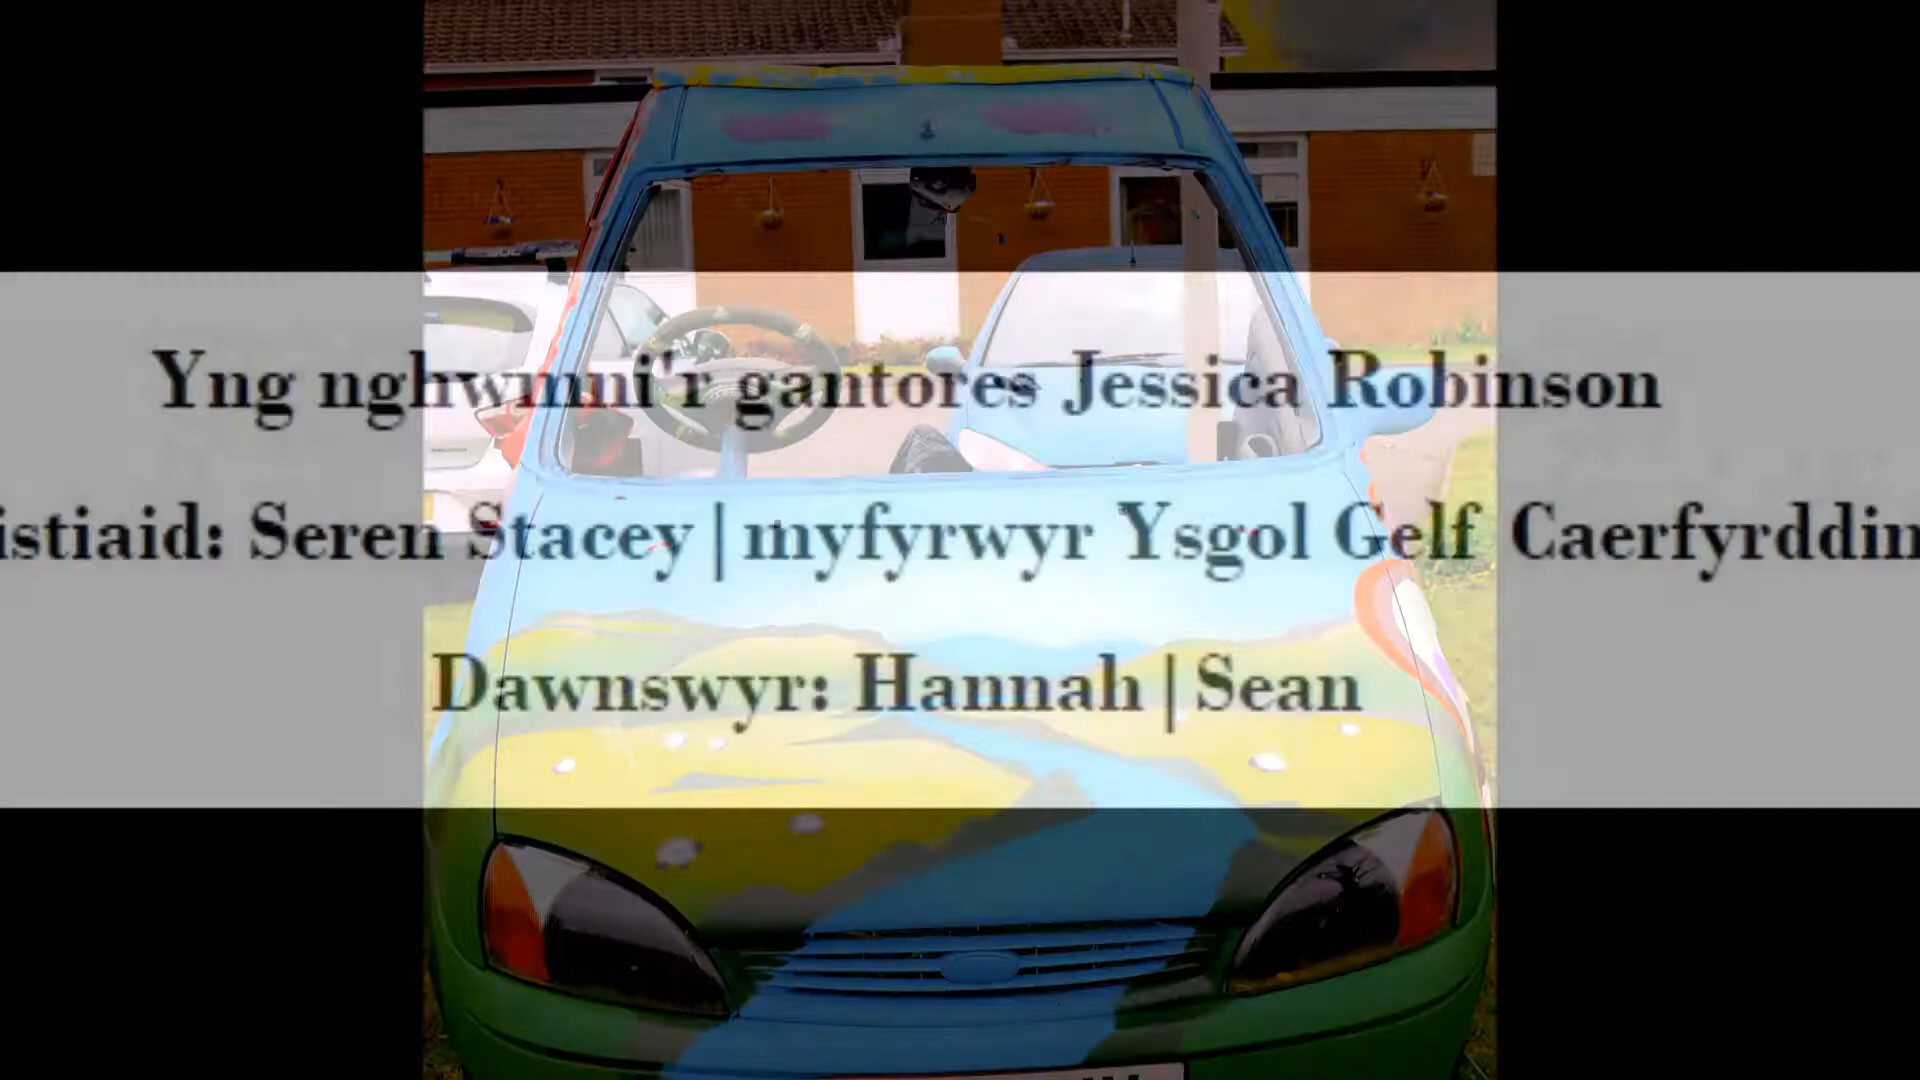 Yng nghwmni'r gantores Jessica Robinson
istiaid: Seren Stacey | myfyrwyr Ysgol Gelf Caerfyrddin
Dawnswyr: Hannah | Sean